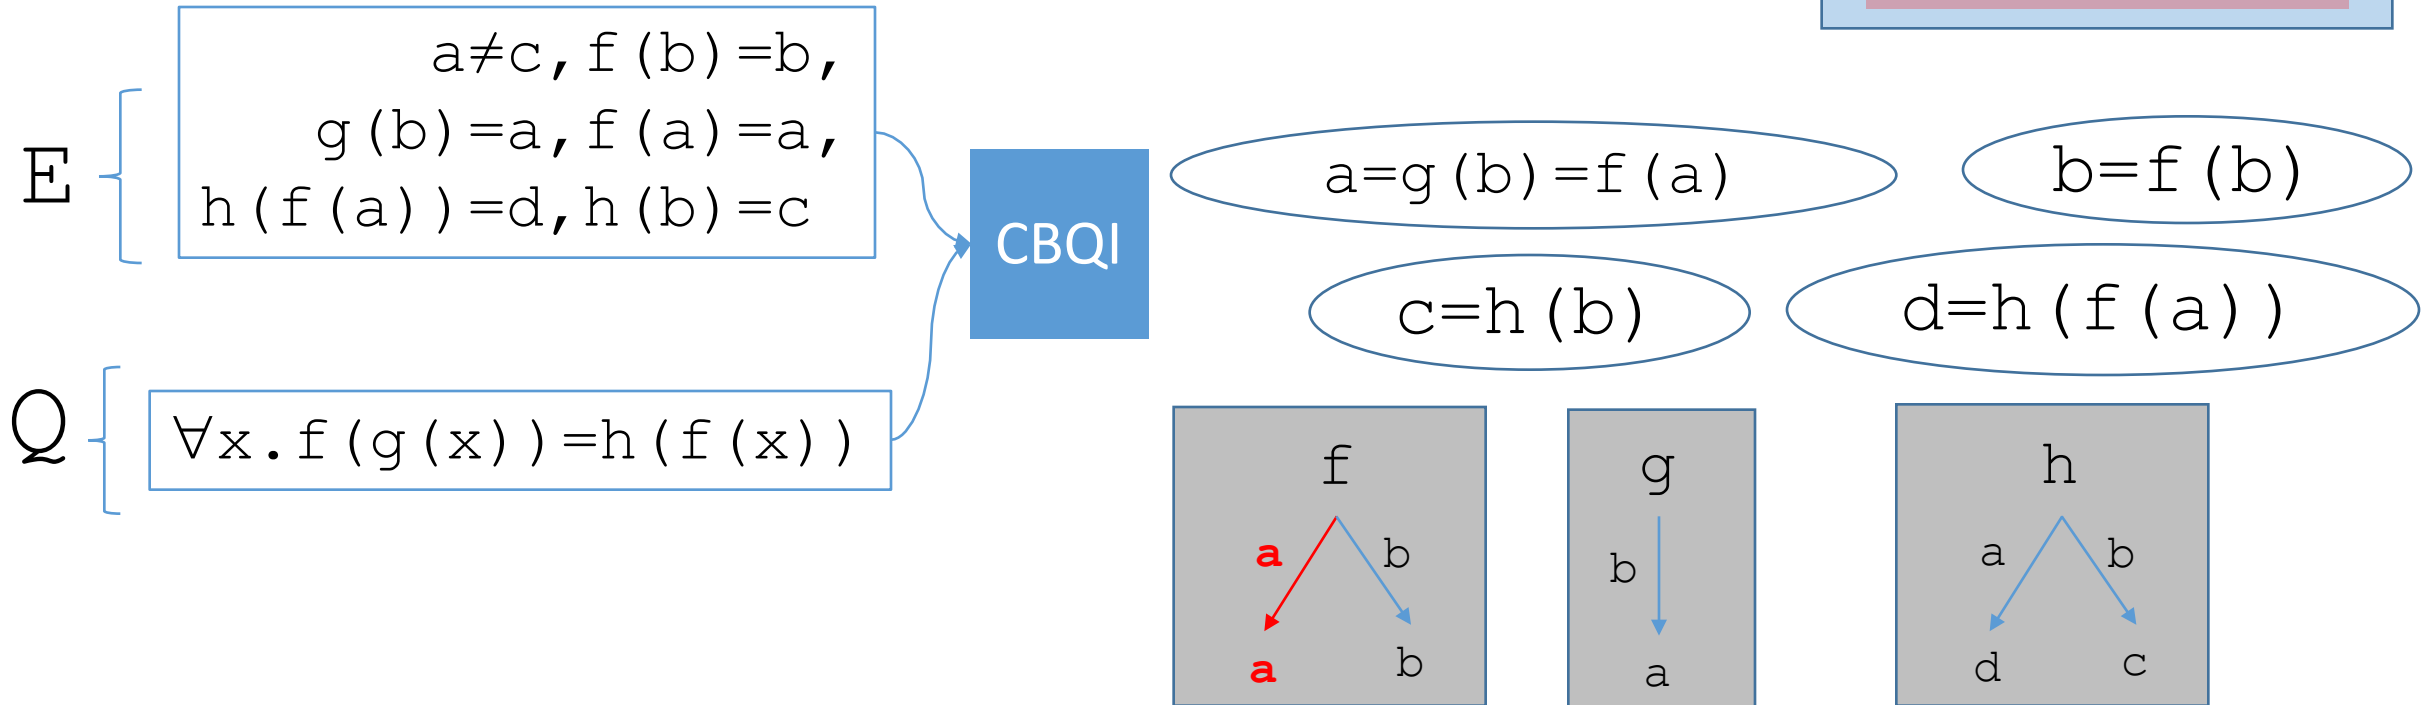 E
a≠c,f(b)=b,
g(b)=a,f(a)=a,
h(f(a))=d,h(b)=c
Q
∀x.f(g(x))=h(f(x))
CBQI
a=g(b)=f(a)
b=f(b)
c=h(b)
d=h(f(a))
f
a
b
a
b
g
b
a
h
a
b
d
c